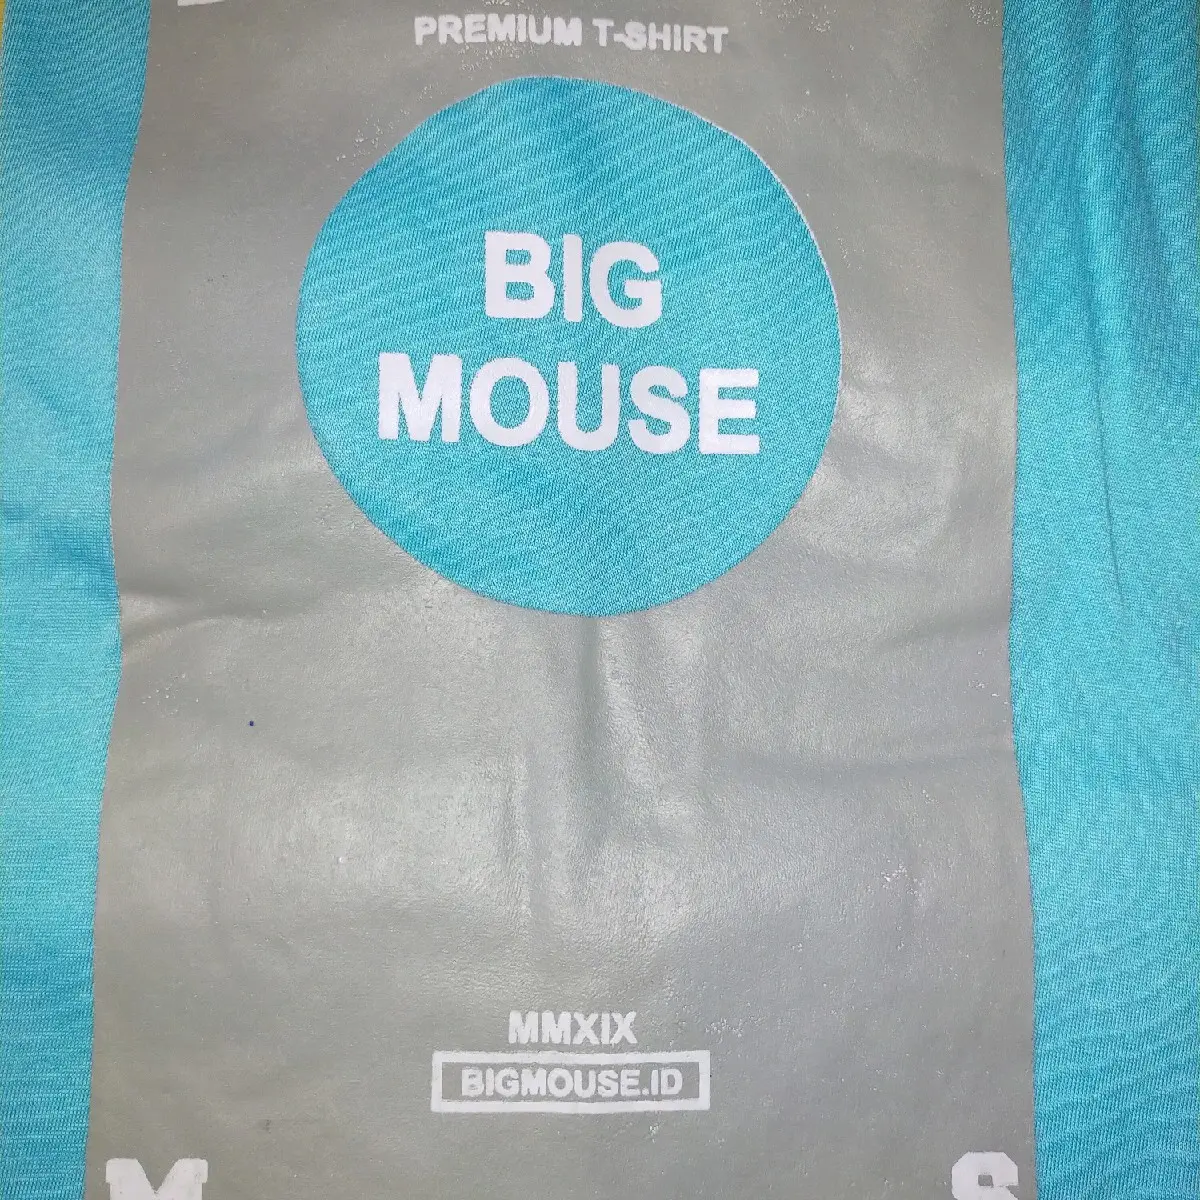 PREMIUM T-SHIRT
BIG
MOUSE
MMXIX
BIGMOUSE.ID
M S